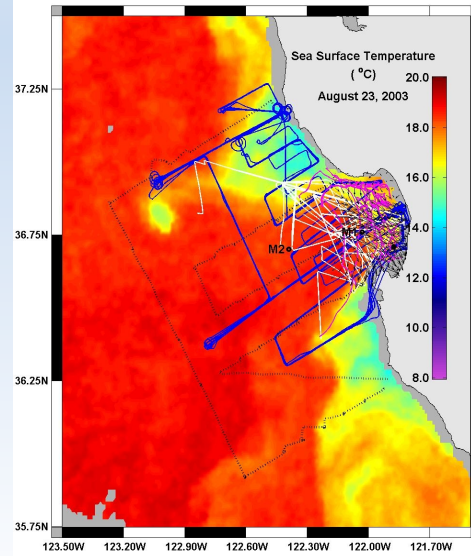 Sea Surface Temperature
(°C)
August 23, 2003
20.0
18.0
16.0
14.0
12.0
10.0
8.0
37.25N
36.75N
36.25N
35.75N
M2
M1
123.50W 123.20W 122.90W 122.60W 122.30W 122.00W 121.70W